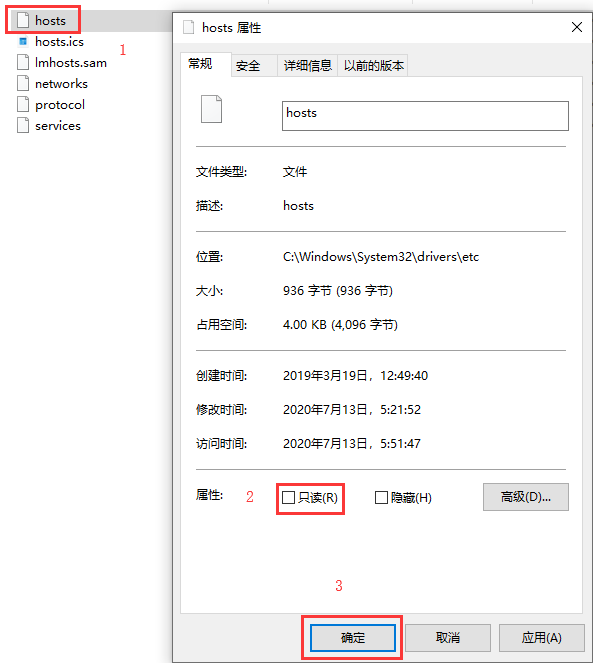 hosts
1
hosts.ics
lmhosts.sam
networks
protocol
services
hosts 属性
常规 安全 详细信息 以前的版本
hosts
文件类型: 文件
描述: hosts
位置: C:\Windows\System32\drivers\etc
大小: 936 字节 (936 字节)
占用空间: 4.00 KB (4,096 字节)
创建时间: 2019年3月19日，12:49:40
修改时间: 2020年7月13日，5:21:52
访问时间: 2020年7月13日，5:51:47
属性: 2 只读(R) 隐藏(H) 高级(D)...
3
确定 取消 应用(A)